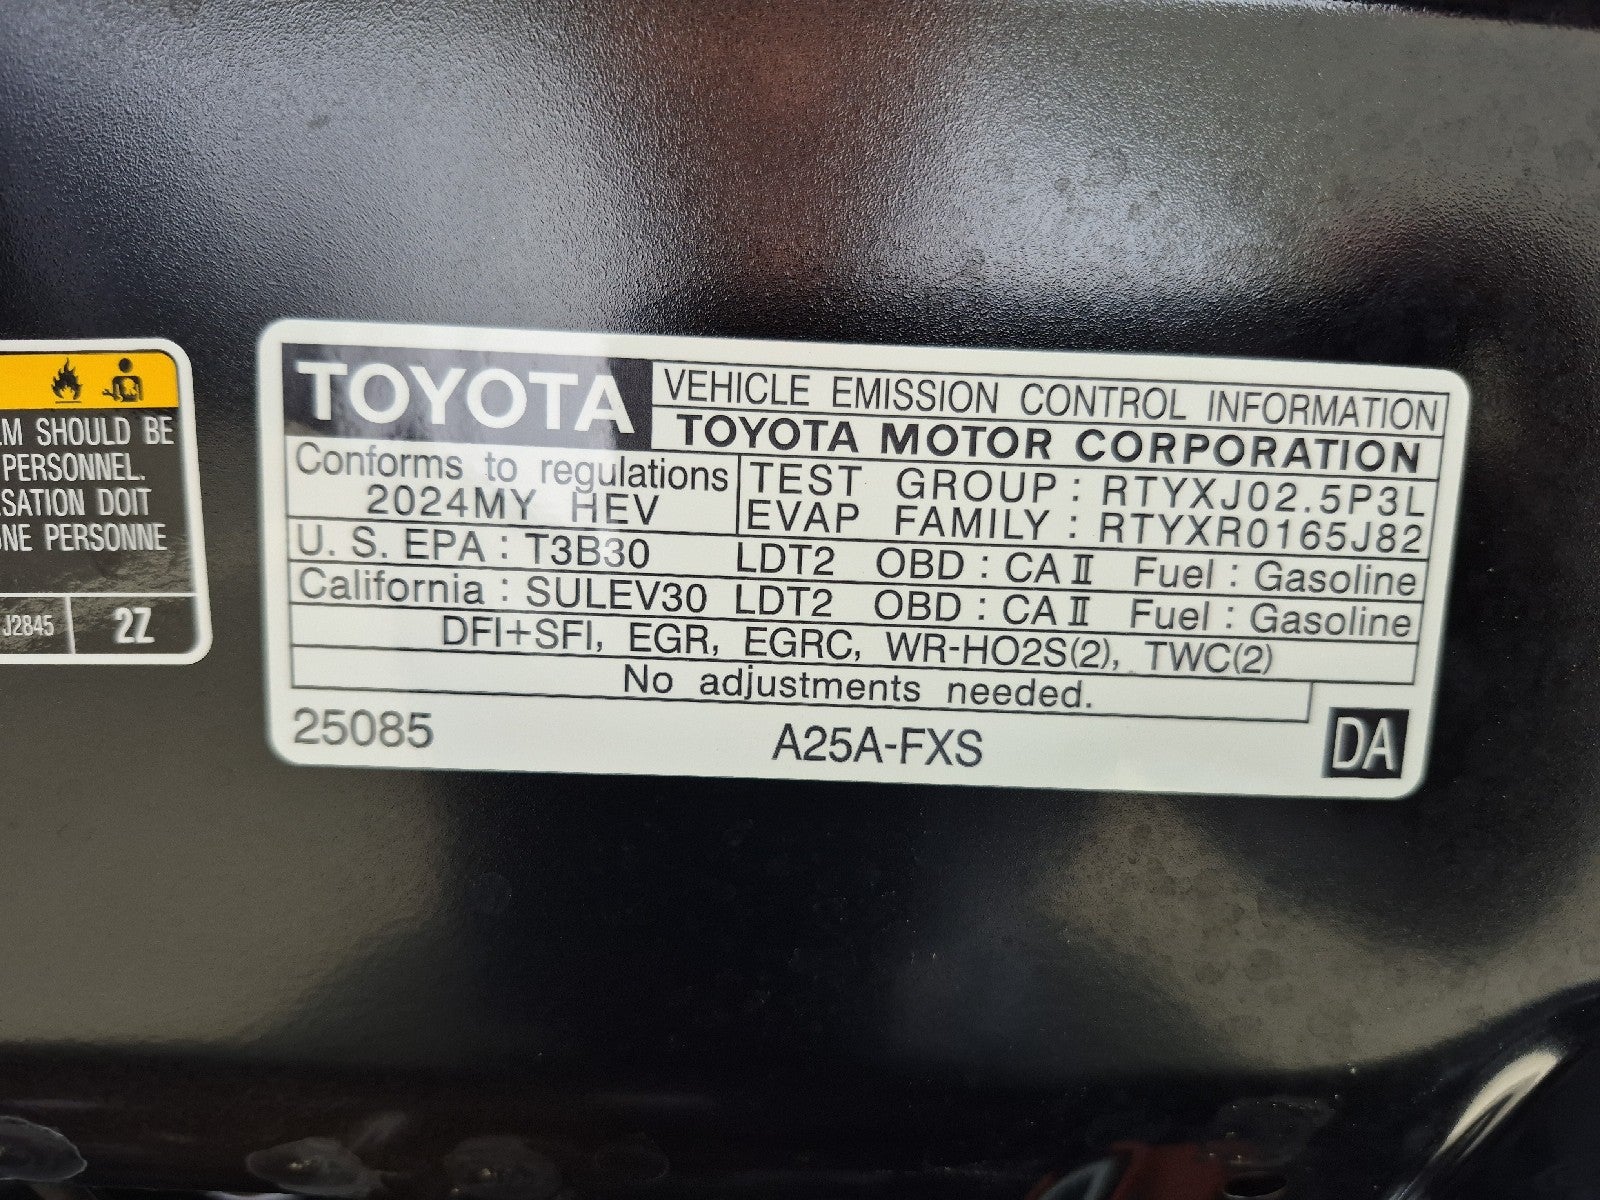 LM SHOULD BE
PERSONNEL.
SATION DOIT
UNE PERSONNE
J2845 2Z
TOYOTA VEHICLE EMISSION CONTROL INFORMATION
TOYOTA MOTOR CORPORATION
Conforms to regulations
2024MY HEV
TEST GROUP : RTYXJ02.5P3L
EVAP FAMILY : RTYXR0165J82
U. S. EPA : T3B30 LDT2 OBD : CA II Fuel : Gasoline
California : SULEV30 LDT2 OBD : CA II Fuel : Gasoline
DFI+SFI, EGR, EGRC, WR-HO2S(2), TWC(2)
No adjustments needed.
25085 A25A-FXS DA